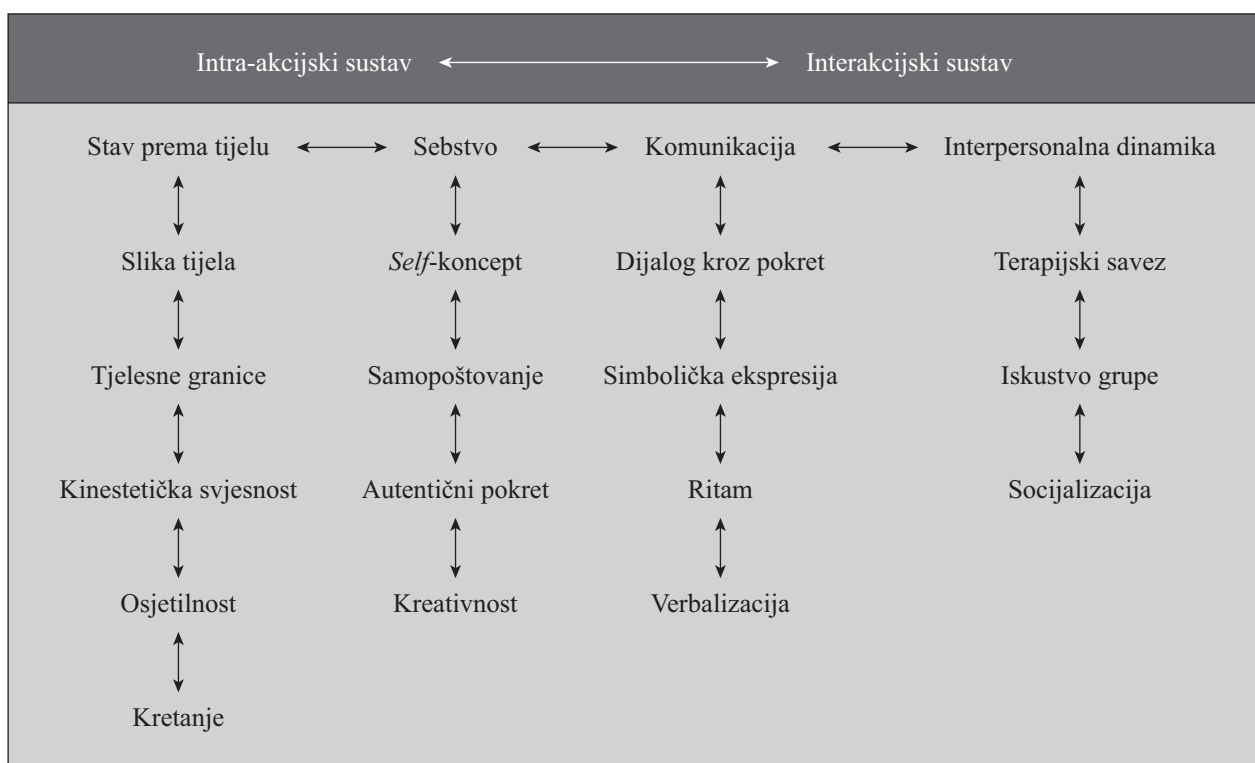 Intra-akcijski sustav Interakcijski sustav
Stav prema tijelu Sebstvo Komunikacija Interpersonalna dinamika
Slika tijela Self-koncept Dijalog kroz pokret Terapijski savez
Tjelesne granice Samopoštovanje Simbolička ekspresija Iskustvo grupe
Kinestetička svjesnost Autentični pokret Ritam Socijalizacija
Osjetilnost Kreativnost Verbalizacija
Kretanje